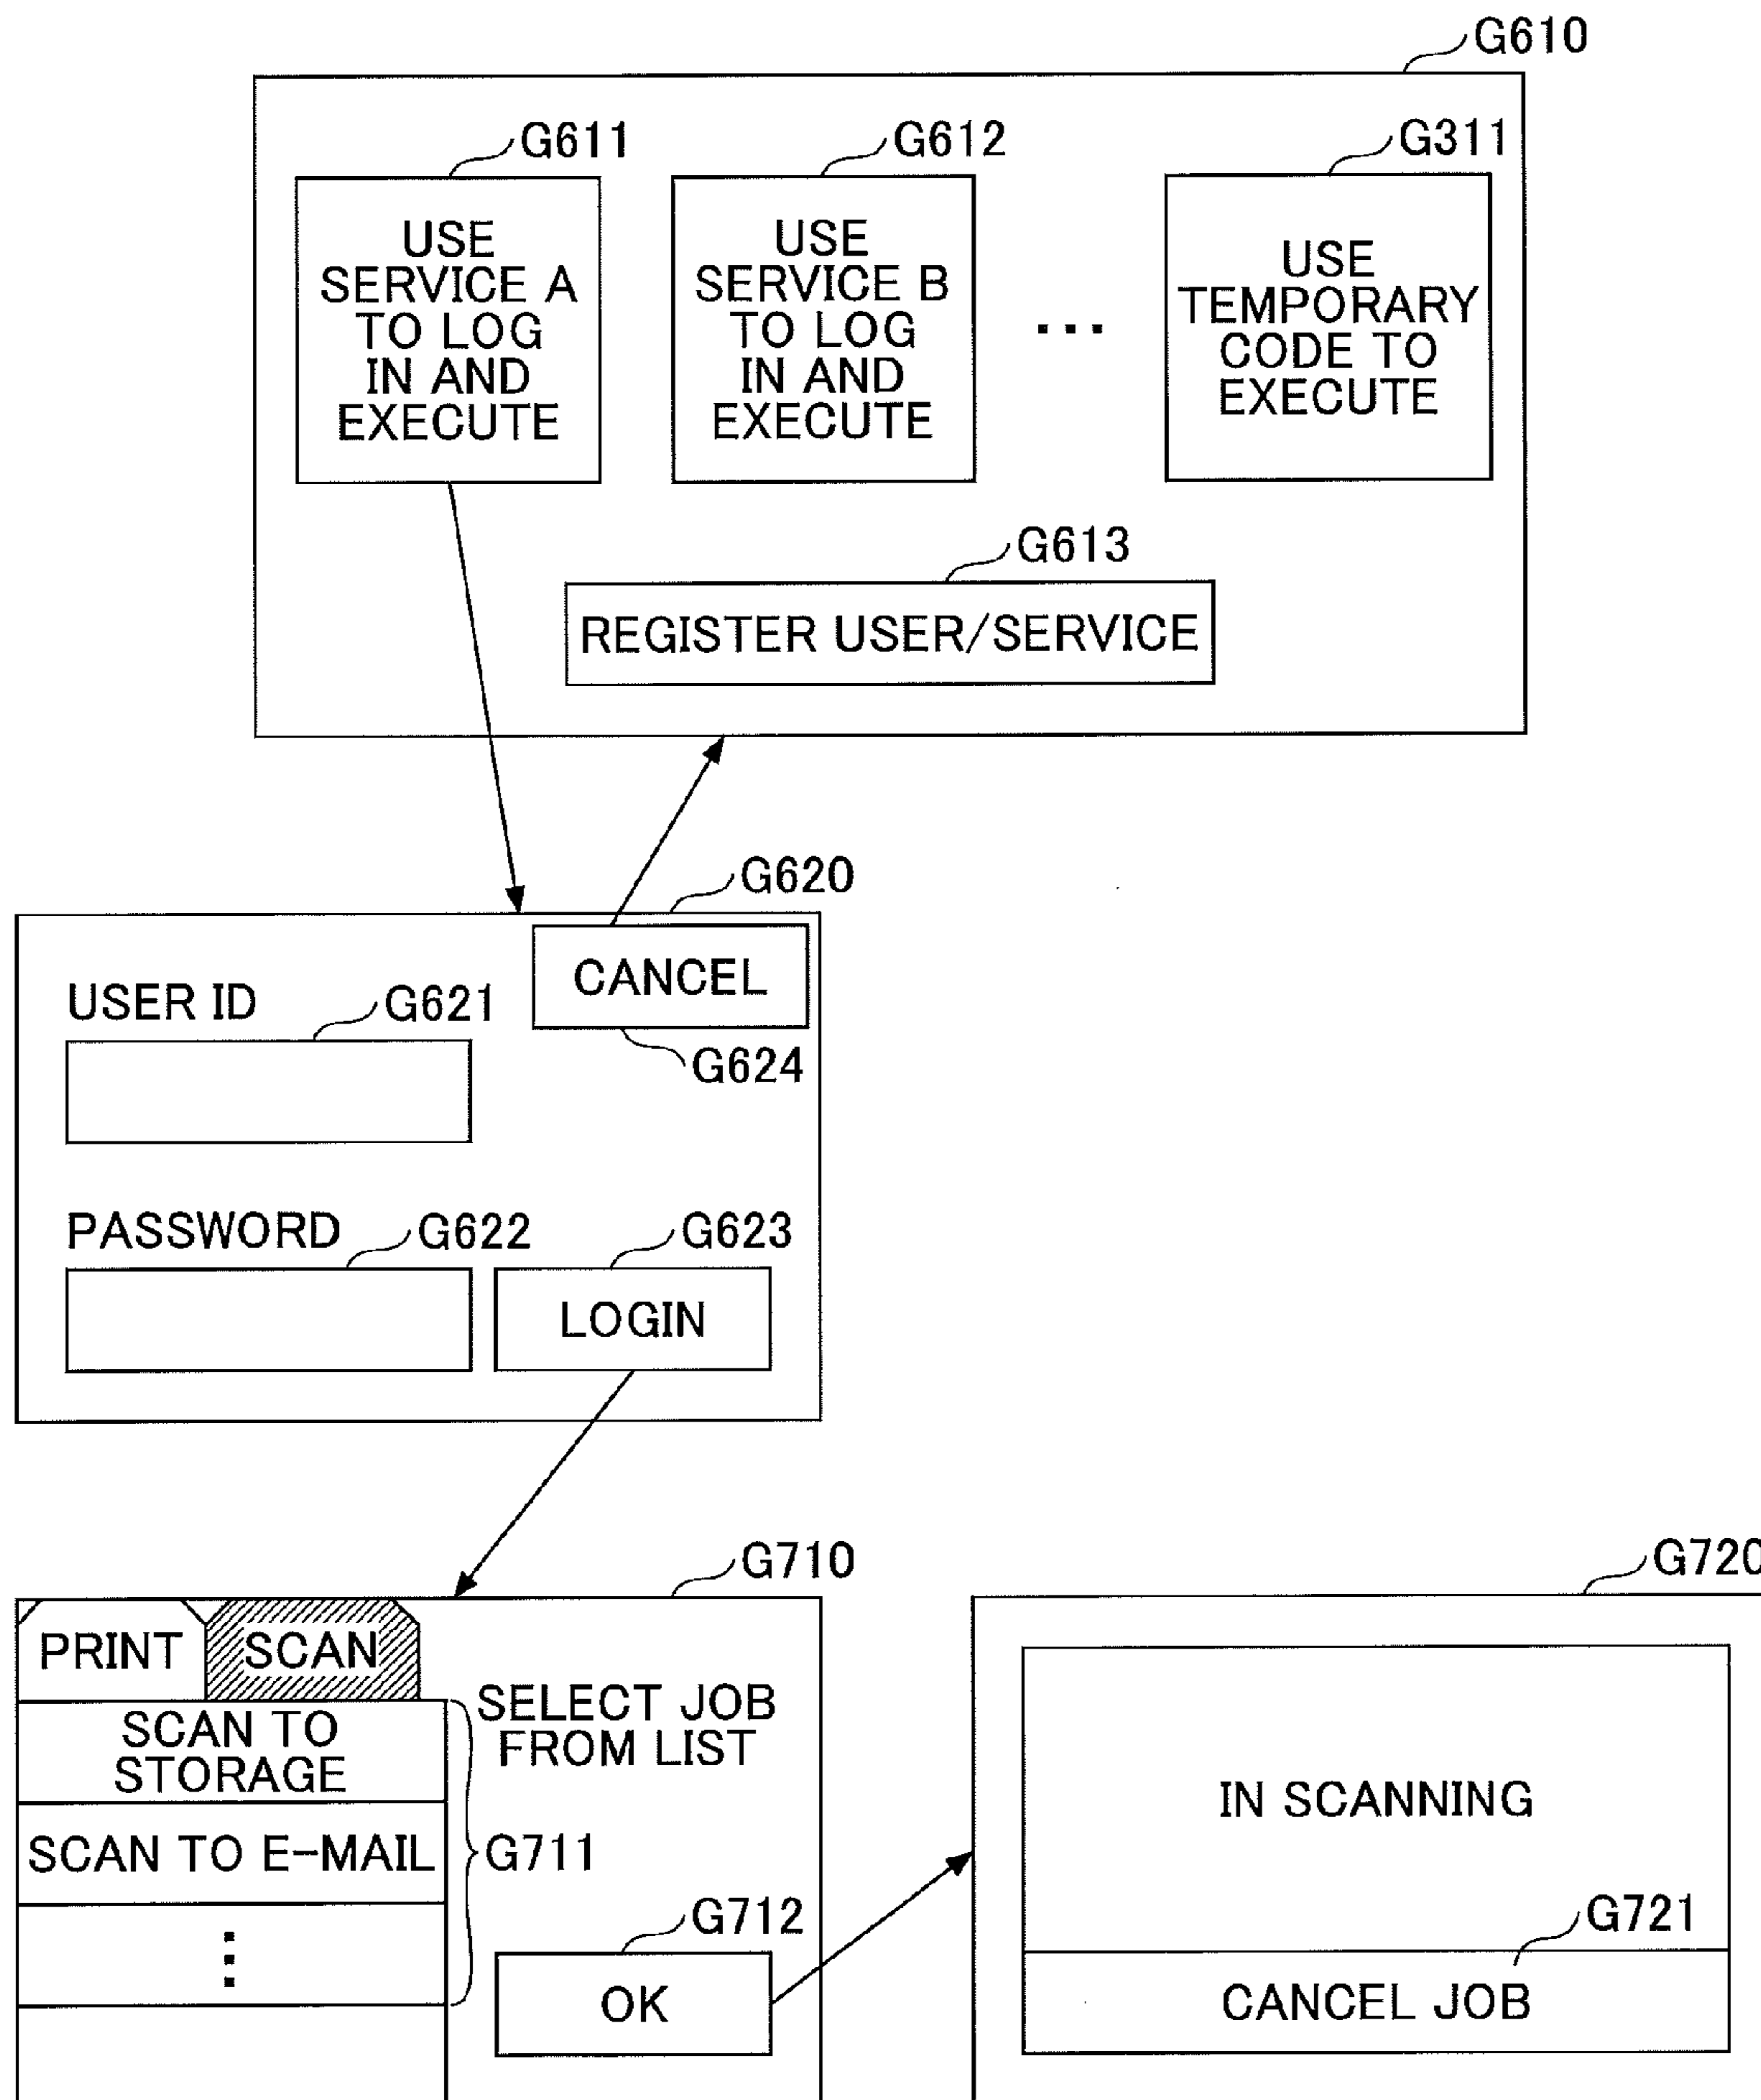 G610
G611
G612
G311
USE
SERVICE A
TO LOG
IN AND
EXECUTE
USE
SERVICE B
TO LOG
IN AND
EXECUTE
...
USE
TEMPORARY
CODE TO
EXECUTE
G613
REGISTER USER/SERVICE
G620
CANCEL
G624
USER ID
G621
PASSWORD
G622
G623
LOGIN
G710
PRINT
SCAN
SELECT JOB
FROM LIST
SCAN TO
STORAGE
SCAN TO E-MAIL
G711
G712
OK
G720
IN SCANNING
G721
CANCEL JOB